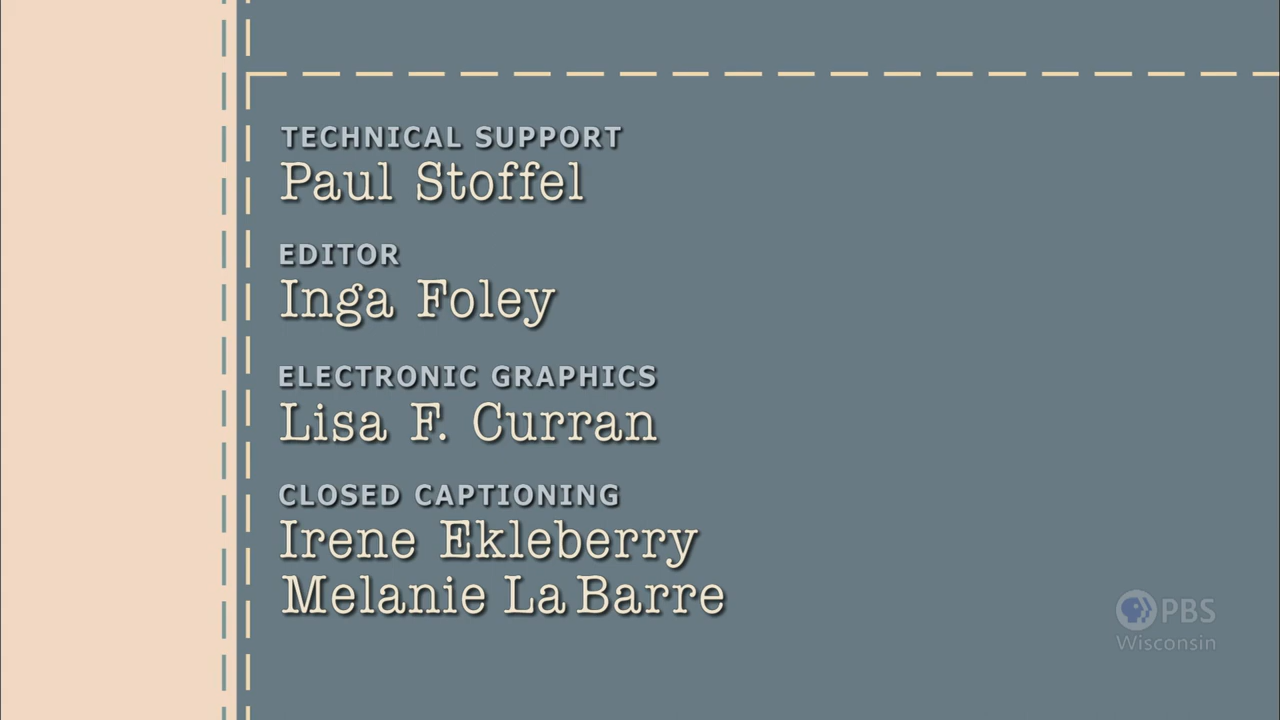 TECHNICAL SUPPORT
Paul Stoffel
EDITOR
Inga Foley
ELECTRONIC GRAPHICS
Lisa F. Curran
CLOSED CAPTIONING
Irene Ekleberry
Melanie La Barre
PBS
Wisconsin